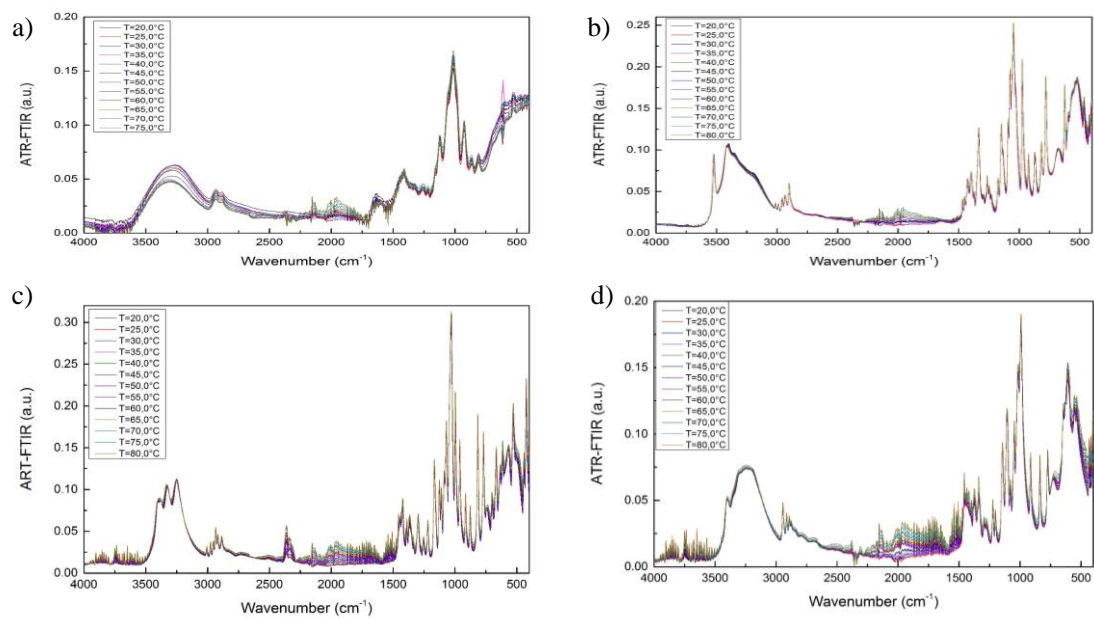 a)
0.20
0.15
0.10
0.05
0.00
ATR-FTIR (a.u.)
T=20,0°C
T=25,0°C
T=30,0°C
T=35,0°C
T=40,0°C
T=45,0°C
T=50,0°C
T=55,0°C
T=60,0°C
T=65,0°C
T=70,0°C
T=75,0°C
4000 3500 3000 2500 2000 1500 1000 500
Wavenumber (cm⁻¹)
b)
0.25
0.20
0.15
0.10
0.05
0.00
ATR-FTIR (a.u.)
T=20,0°C
T=25,0°C
T=30,0°C
T=35,0°C
T=40,0°C
T=45,0°C
T=50,0°C
T=55,0°C
T=60,0°C
T=65,0°C
T=70,0°C
T=75,0°C
T=80,0°C
4000 3500 3000 2500 2000 1500 1000 500
Wavenumber (cm⁻¹)
c)
0.30
0.25
0.20
0.15
0.10
0.05
0.00
ART-FTIR (a.u.)
T=20,0°C
T=25,0°C
T=30,0°C
T=35,0°C
T=40,0°C
T=45,0°C
T=50,0°C
T=55,0°C
T=60,0°C
T=65,0°C
T=70,0°C
T=75,0°C
T=80,0°C
4000 3500 3000 2500 2000 1500 1000 500
Wavenumber (cm⁻¹)
d)
0.20
0.15
0.10
0.05
0.00
ATR-FTIR (a.u.)
T=20,0°C
T=25,0°C
T=30,0°C
T=35,0°C
T=40,0°C
T=45,0°C
T=50,0°C
T=55,0°C
T=60,0°C
T=65,0°C
T=70,0°C
T=75,0°C
T=80,0°C
4000 3500 3000 2500 2000 1500 1000 500
Wavenumber (cm⁻¹)